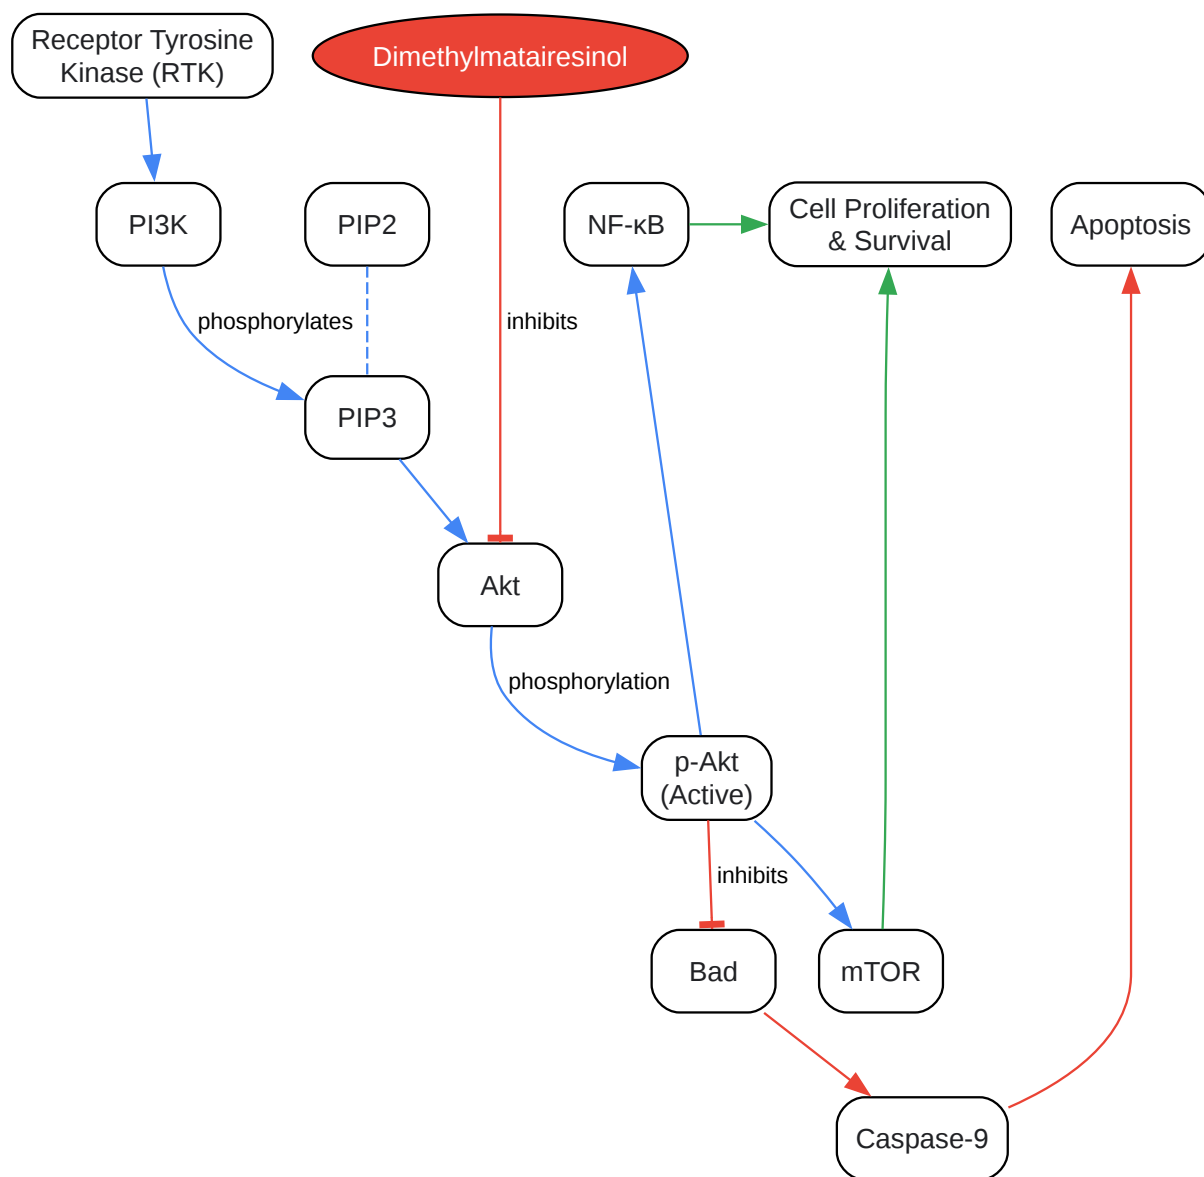 Receptor Tyrosine
Kinase (RTK)
Dimethylmatairesinol
PI3K
PIP2
NF-κB
Cell Proliferation
& Survival
Apoptosis
phosphorylates
inhibits
PIP3
Akt
phosphorylation
p-Akt
(Active)
inhibits
Bad
mTOR
Caspase-9